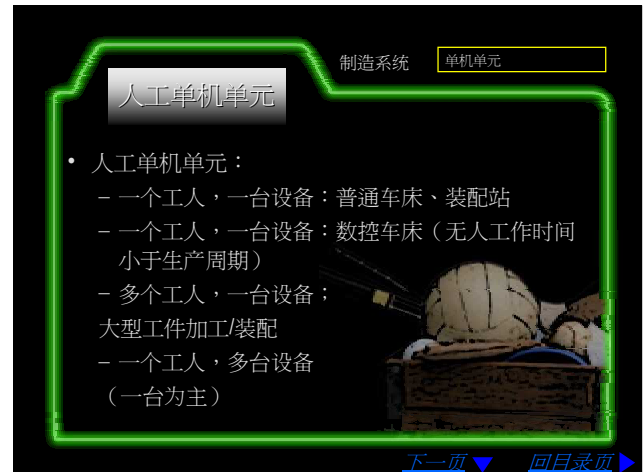 制造系统
单机单元
人工单机单元
• 人工单机单元：
– 一个工人，一台设备：普通车床、装配站
– 一个工人，一台设备：数控车床（无人工作时间
小于生产周期）
– 多个工人，一台设备；
大型工件加工/装配
– 一个工人，多台设备
（一台为主）
下一页
回目录页